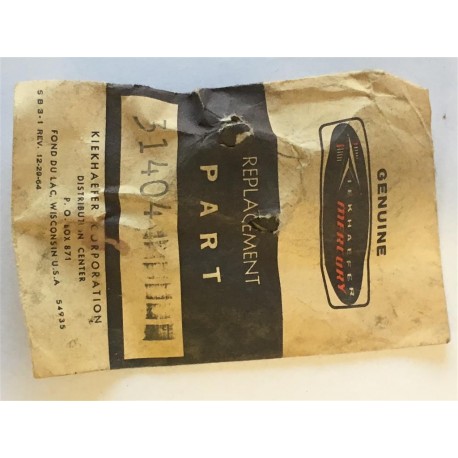 GENUINE
KIEKHAEFER
MERCURY
REPLACEMENT
PART
31404
KIEKHAEFER CORPORATION
DISTRIBUTION CENTER
P. O. BOX 871
FOND DU LAC, WISCONSIN U.S.A 54935
S B 3-1 REV. 12-29-64